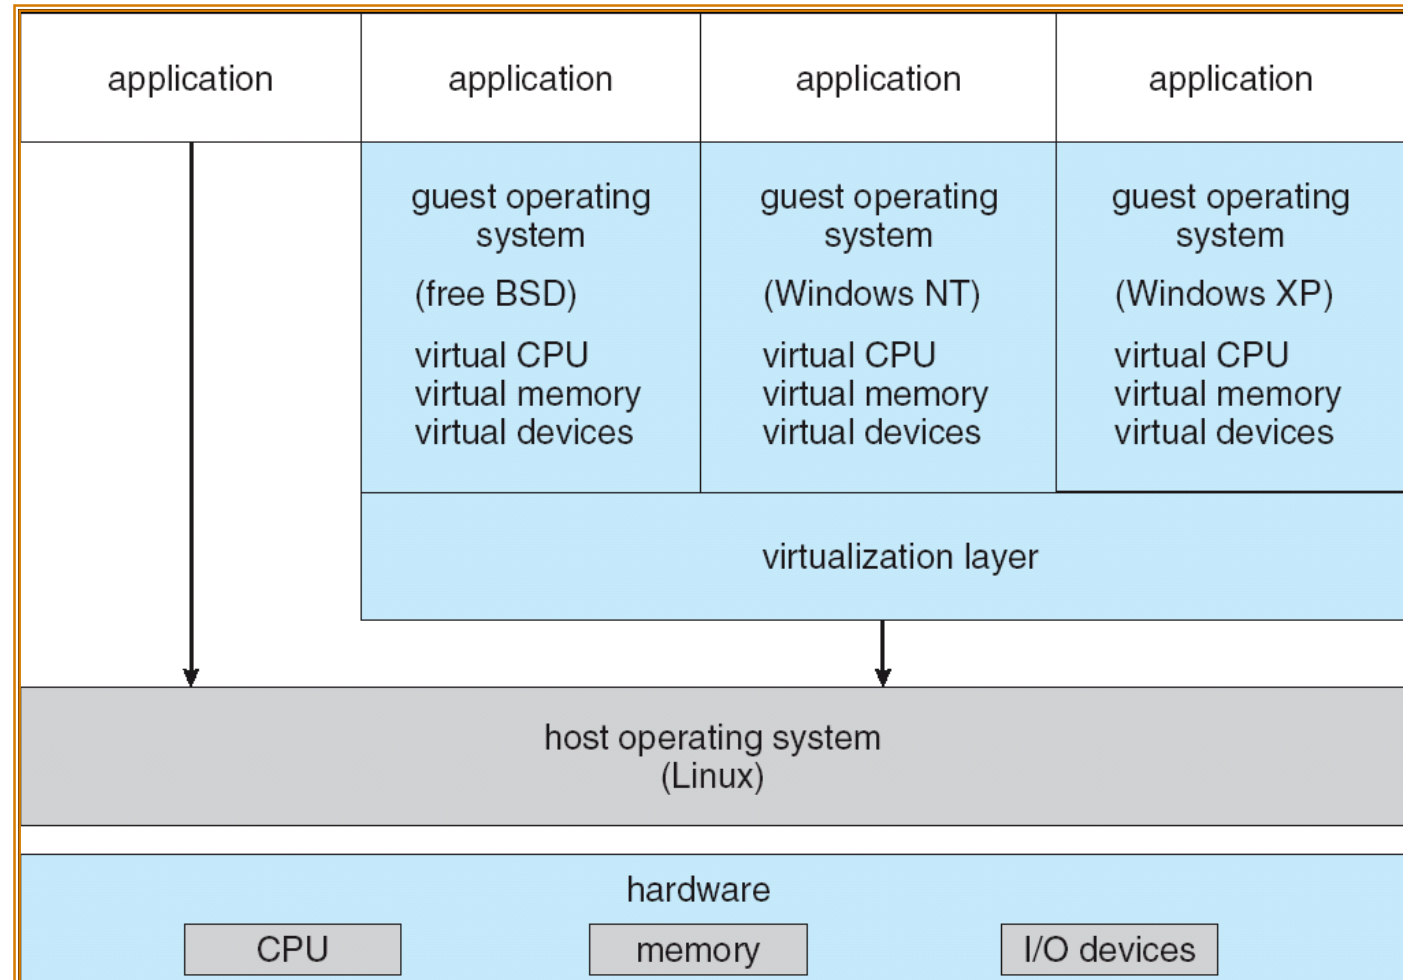 application
application
application
application
guest operating
system
(free BSD)
virtual CPU
virtual memory
virtual devices
guest operating
system
(Windows NT)
virtual CPU
virtual memory
virtual devices
guest operating
system
(Windows XP)
virtual CPU
virtual memory
virtual devices
virtualization layer
host operating system
(Linux)
hardware
CPU
memory
I/O devices